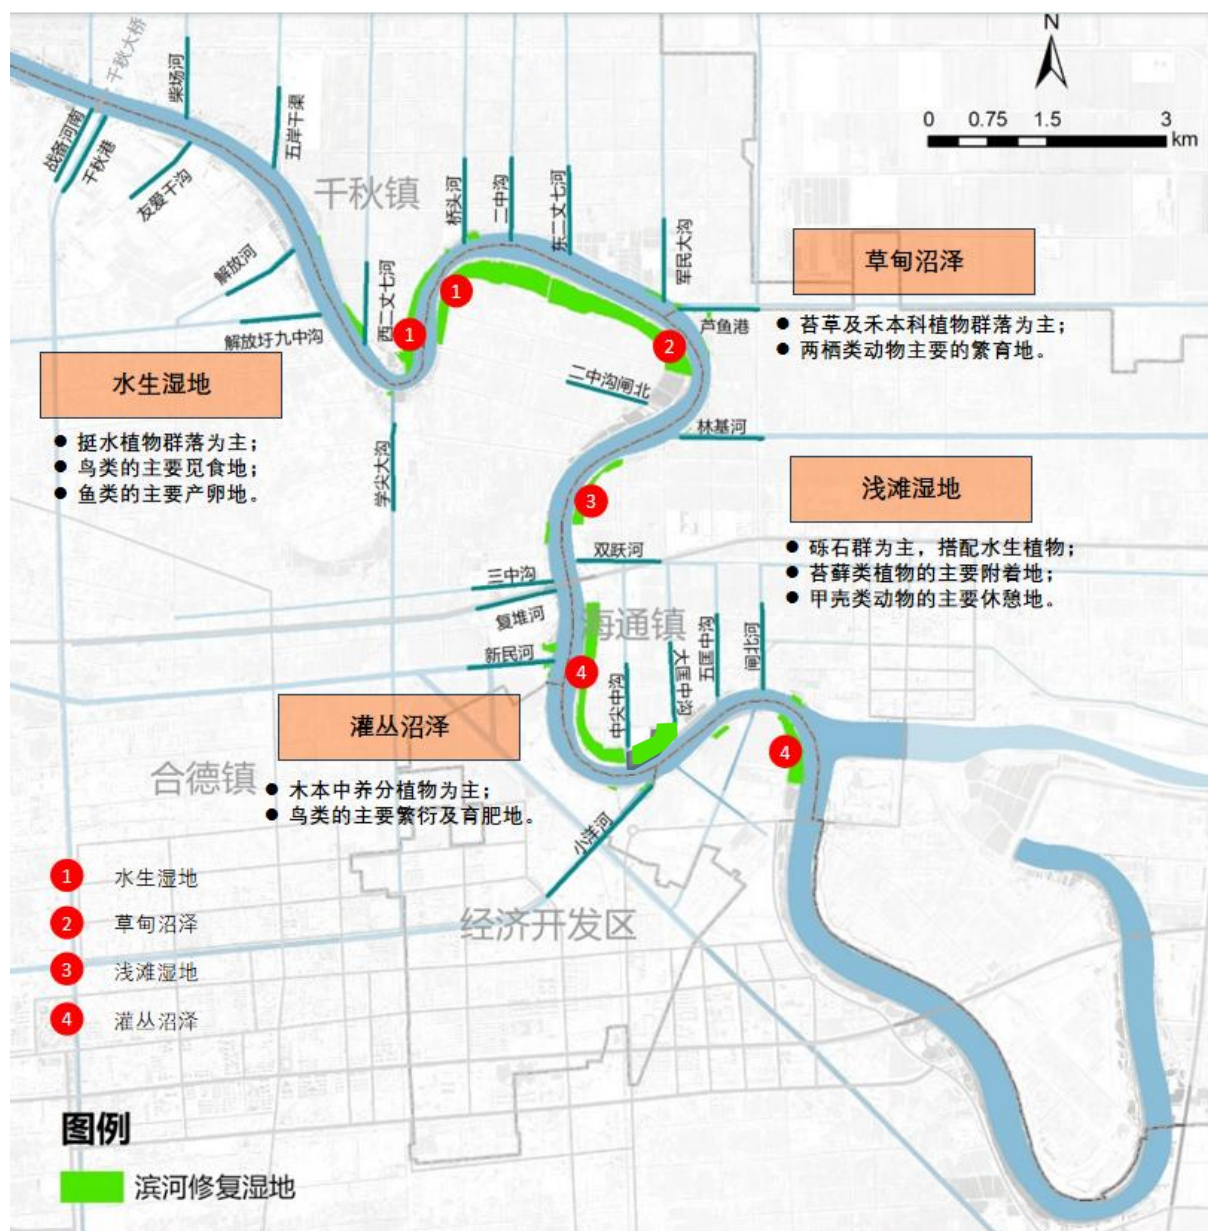 千秋大桥
柴场河
N
0 0.75 1.5 3
km
战备河南
千秋港
五岸干渠
友爱干沟
千秋镇
桥头河
二中沟
东二丈七河
军民大沟
草甸沼泽
解放河
西二丈七河
1
芦鱼港
苔草及禾本科植物群落为主；
两栖类动物主要的繁育地。
解放圩九中沟
1
2
水生湿地
二中沟闸北
挺水植物群落为主；
鸟类的主要觅食地；
鱼类的主要产卵地。
学尖大沟
林基河
浅滩湿地
3
双跃河
砾石群为主，搭配水生植物；
苔藓类植物的主要附着地；
甲壳类动物的主要休憩地。
三中沟
复堆河
海通镇
新民河
4
中尖中沟
大匡中沟
五匡中沟
闸北河
灌丛沼泽
4
合德镇
木本中养分植物为主；
鸟类的主要繁衍及育肥地。
小洋河
1 水生湿地
2 草甸沼泽
3 浅滩湿地
4 灌丛沼泽
经济开发区
图例
滨河修复湿地